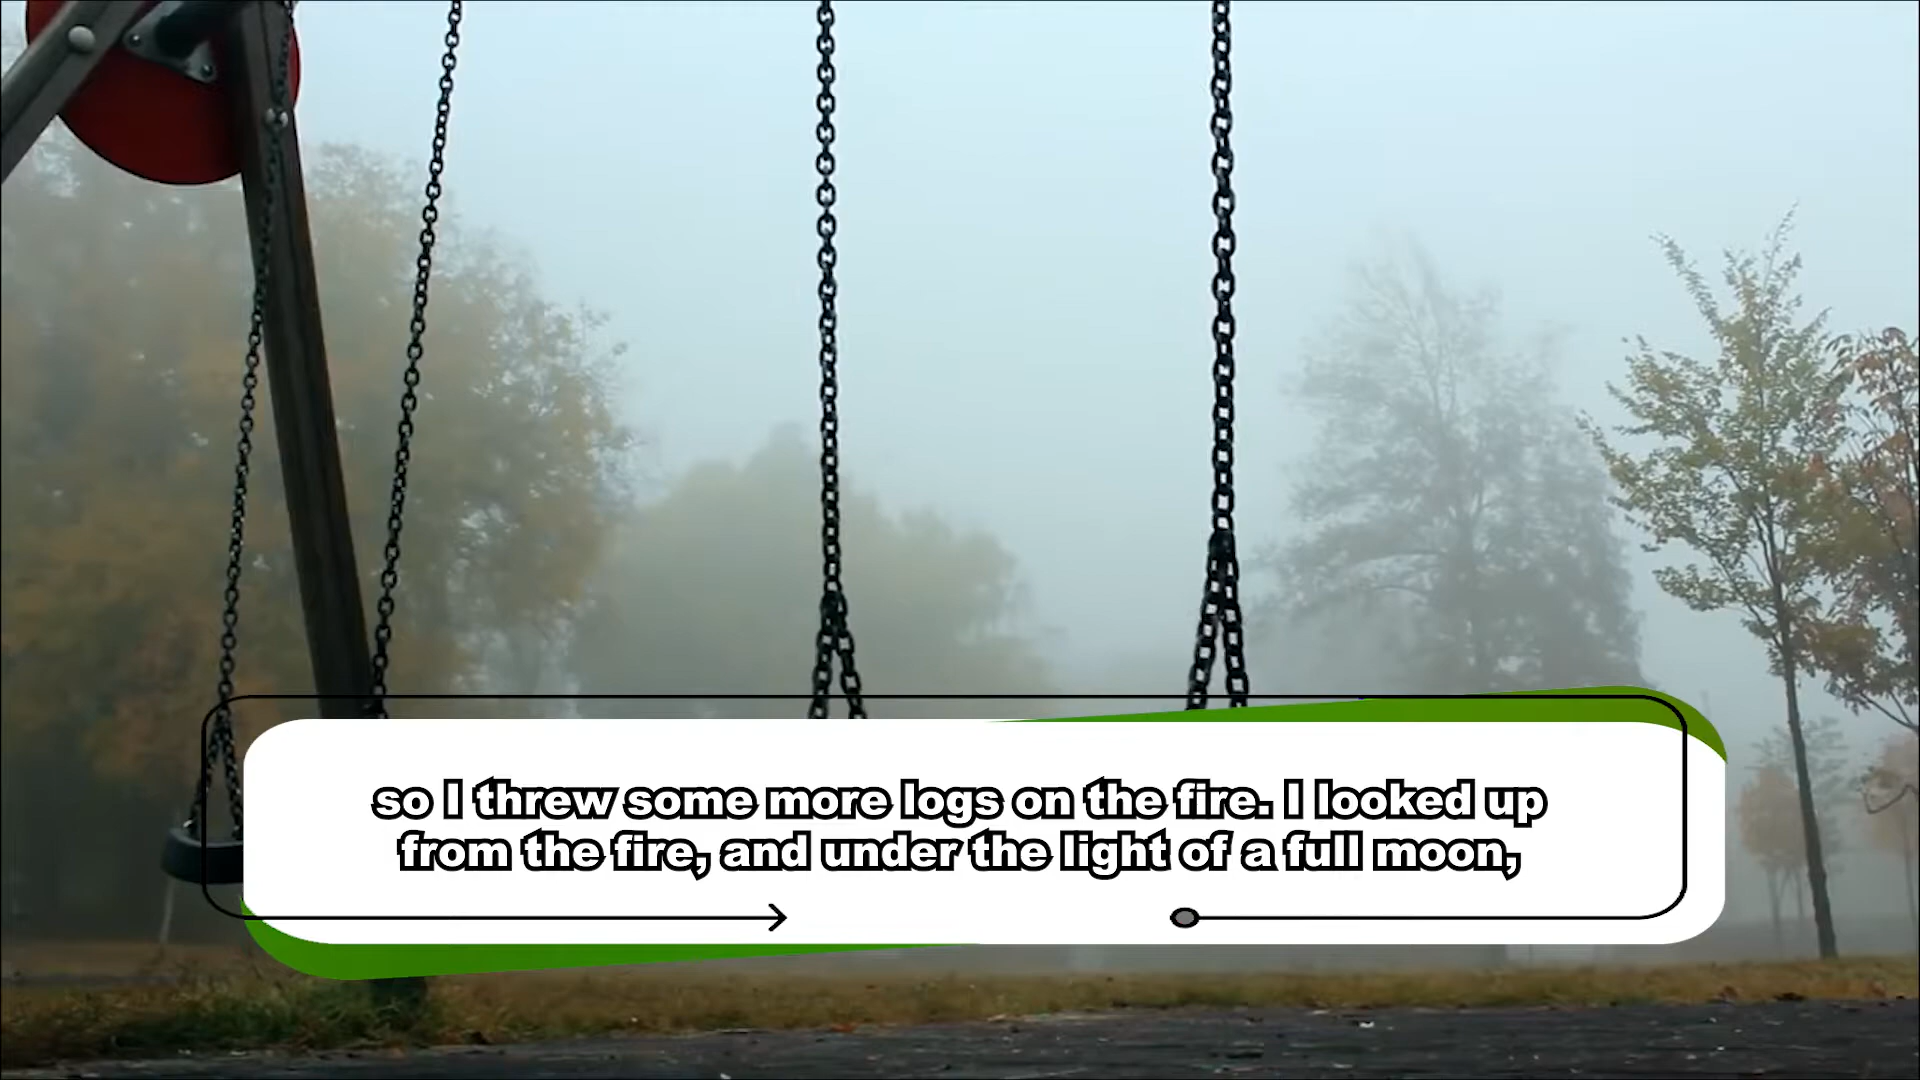 so I threw some more logs on the fire. I looked up
from the fire, and under the light of a full moon,